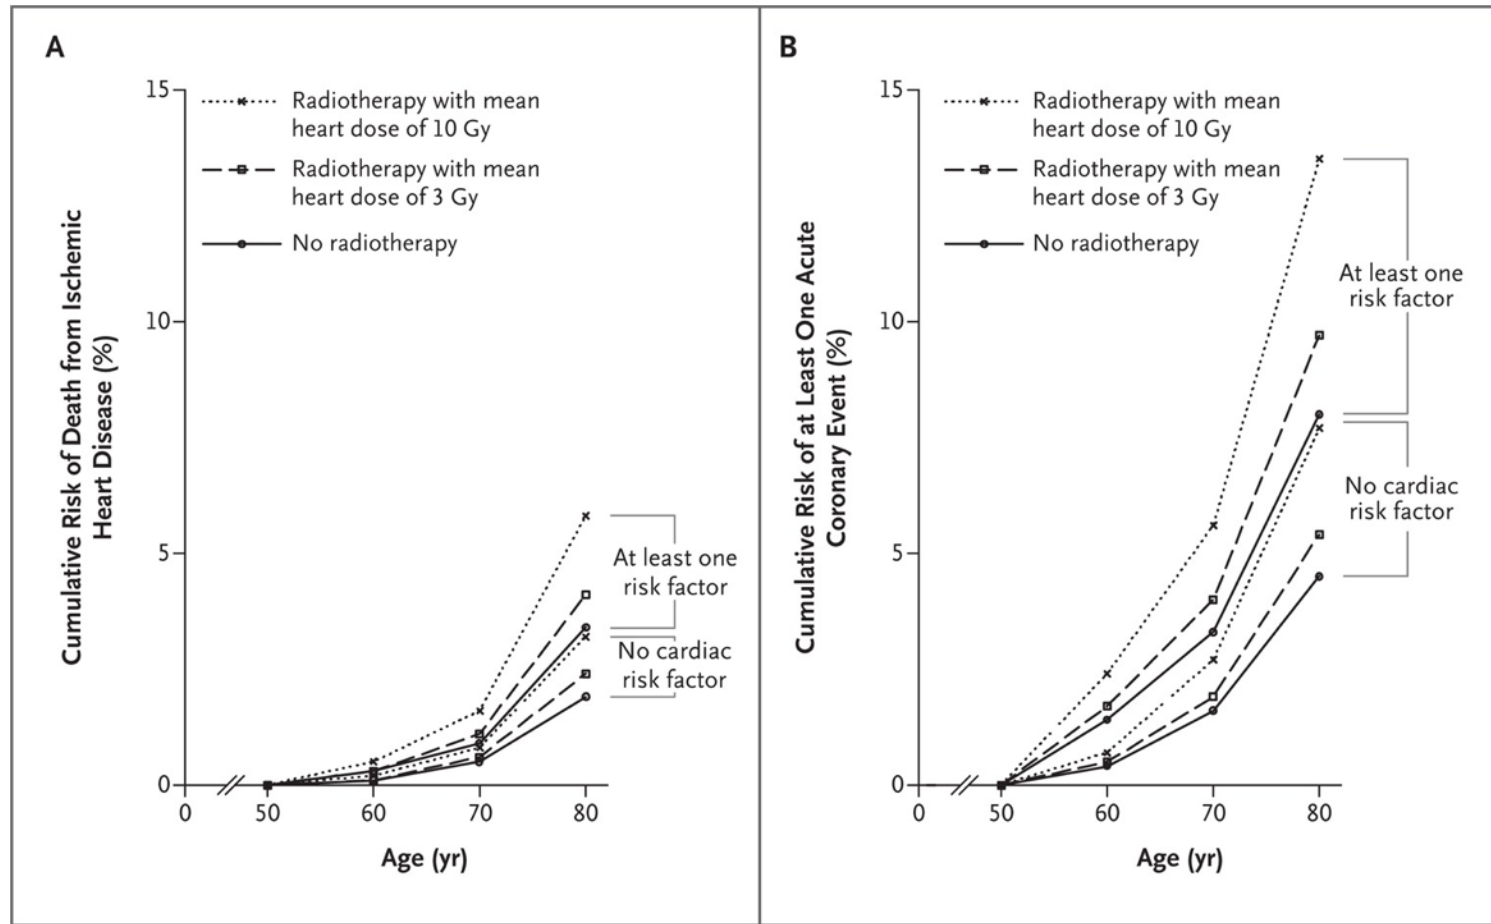 A
15
10
5
0
Radiotherapy with mean
heart dose of 10 Gy
Radiotherapy with mean
heart dose of 3 Gy
No radiotherapy
Cumulative Risk of Death from Ischemic
Heart Disease (%)
At least one
risk factor
No cardiac
risk factor
0 50 60 70 80
Age (yr)
B
15
10
5
0
Radiotherapy with mean
heart dose of 10 Gy
Radiotherapy with mean
heart dose of 3 Gy
No radiotherapy
Cumulative Risk of at Least One Acute
Coronary Event (%)
At least one
risk factor
No cardiac
risk factor
0 50 60 70 80
Age (yr)